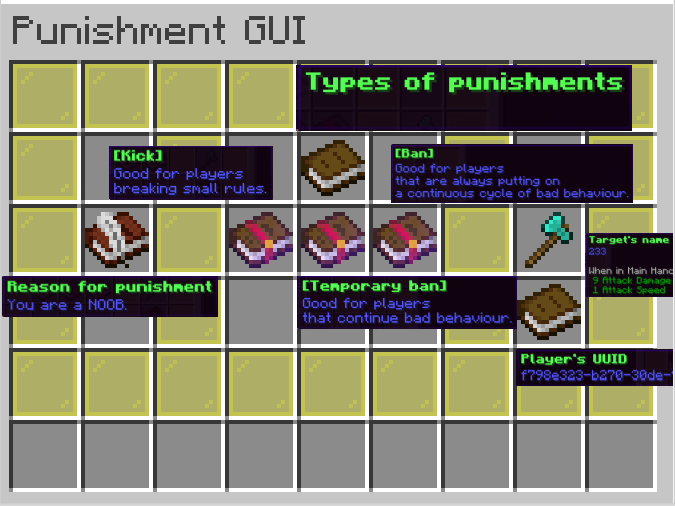 Punishment GUI
Types of punishments
[Kick]
Good for players
breaking small rules.
[Ban]
Good for players
that are always putting on
a continuous cycle of bad behaviour.
Target's name
233
When in Main Hand
9 Attack Damage
1 Attack Speed
Reason for punishment
You are a NOOB.
[Temporary ban]
Good for players
that continue bad behaviour.
Player's UUID
f798e323-b270-30de-